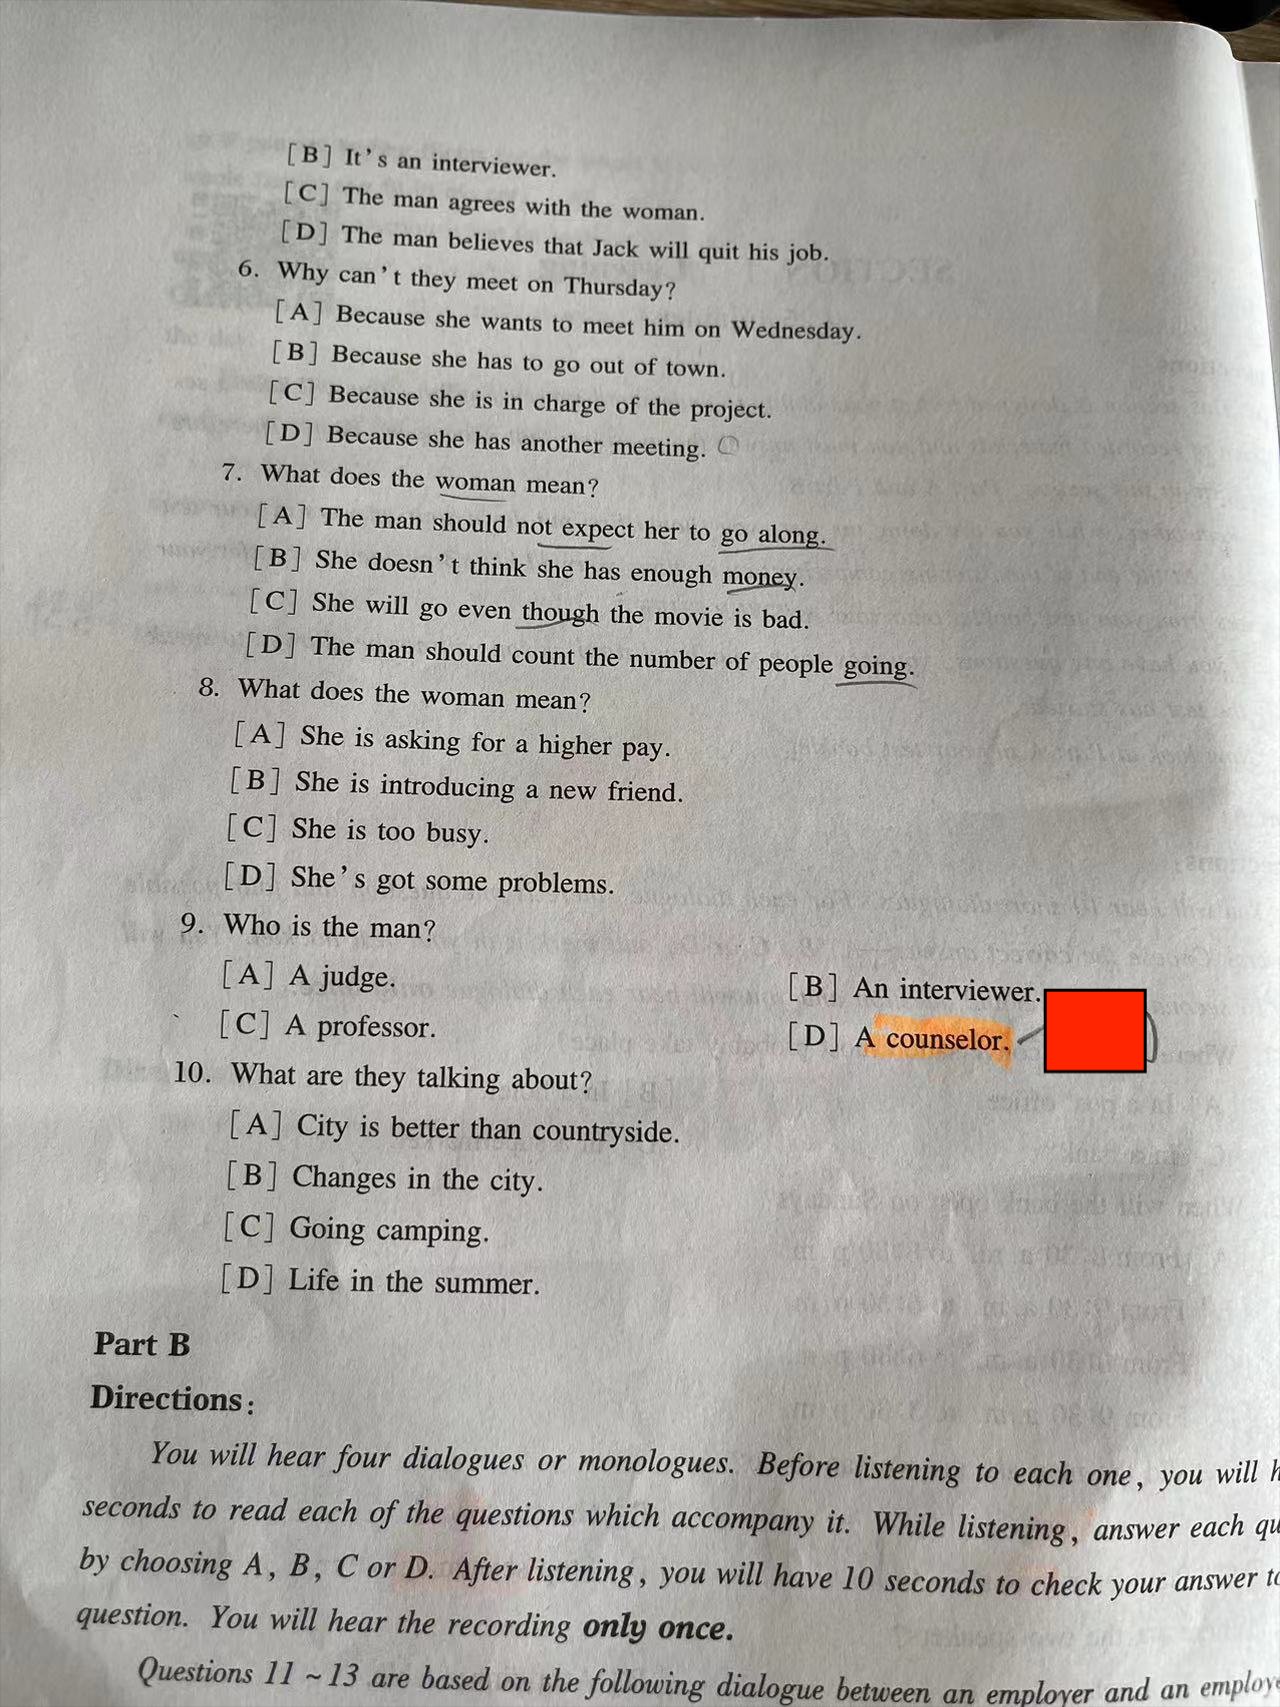 [B] It's an interviewer.
[C] The man agrees with the woman.
[D] The man believes that Jack will quit his job.
6. Why can't they meet on Thursday?
[A] Because she wants to meet him on Wednesday.
[B] Because she has to go out of town.
[C] Because she is in charge of the project.
[D] Because she has another meeting.
7. What does the woman mean?
[A] The man should not expect her to go along.
[B] She doesn't think she has enough money.
[C] She will go even though the movie is bad.
[D] The man should count the number of people going.
8. What does the woman mean?
[A] She is asking for a higher pay.
[B] She is introducing a new friend.
[C] She is too busy.
[D] She's got some problems.
9. Who is the man?
[A] A judge. [B] An interviewer.
[C] A professor. [D] A counselor.
10. What are they talking about?
[A] City is better than countryside.
[B] Changes in the city.
[C] Going camping.
[D] Life in the summer.
Part B
Directions:
You will hear four dialogues or monologues. Before listening to each one, you will
seconds to read each of the questions which accompany it. While listening, answer each
by choosing A, B, C or D. After listening, you will have 10 seconds to check your answer
question. You will hear the recording only once.
Questions 11 ~ 13 are based on the following dialogue between an employer and an